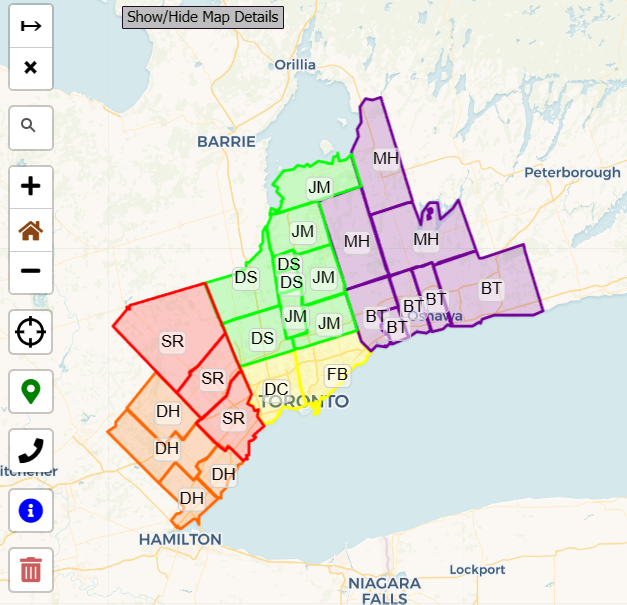 Show/Hide Map Details
Orillia
BARRIE
Peterborough
MH
JM
JM
MH
MH
DS
DS
DS
JM
BT
BT
BT
BT
BT
Oshawa
JM
JM
DS
SR
SR
FB
DC
TORONTO
DH
SR
DH
DH
DH
itchener
HAMILTON
Lockport
NIAGARA
FALLS